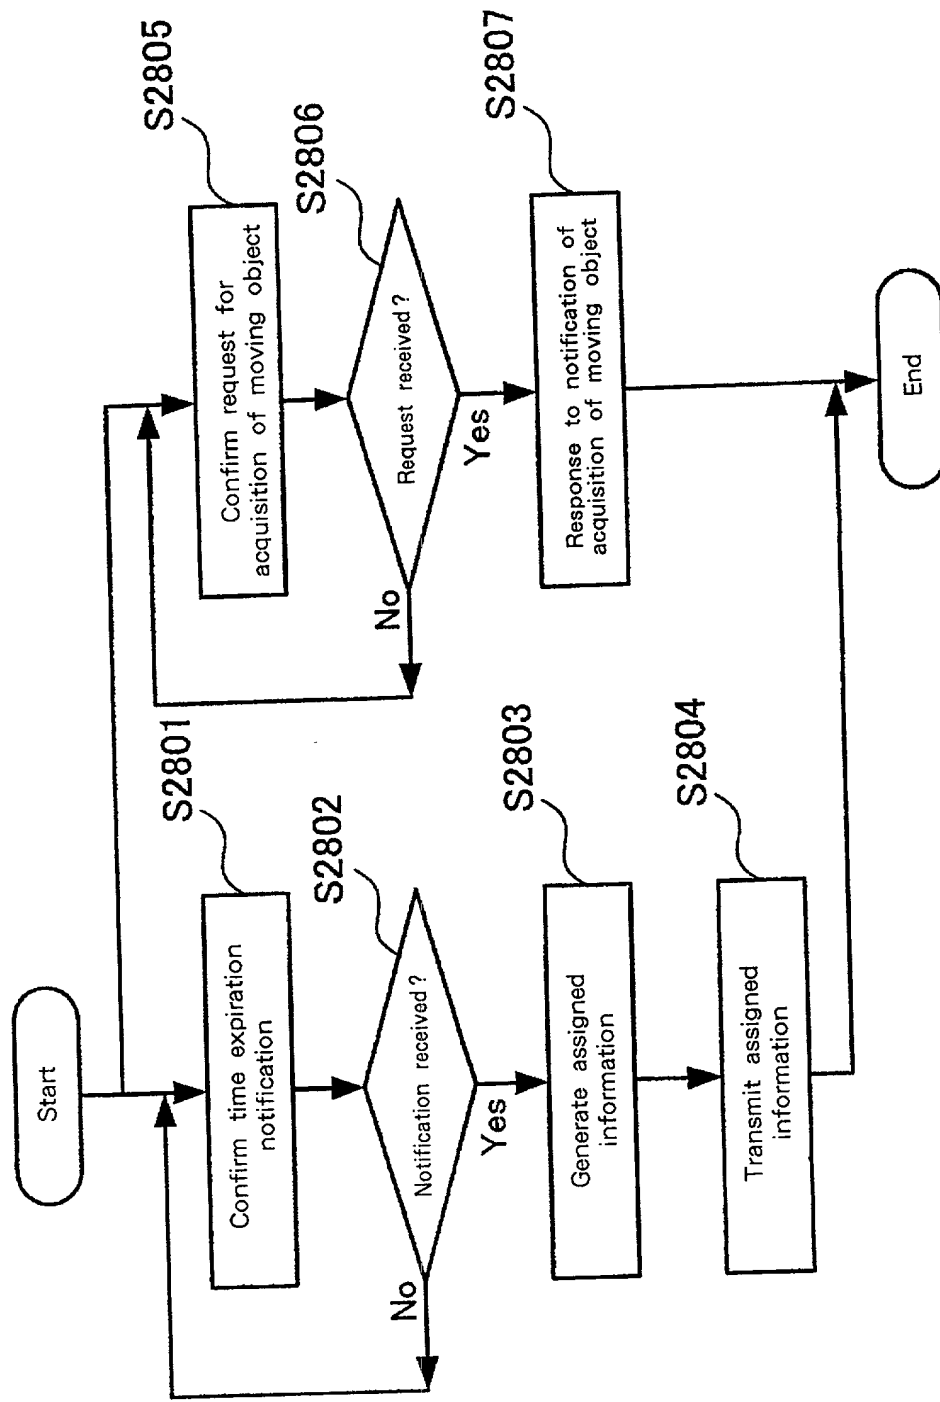 Start
S2801
Confirm time expiration
notification
S2802
Notification received?
No
Yes
S2803
Generate assigned
information
S2804
Transmit assigned
information
S2805
Confirm request for
acquisition of moving object
S2806
Request received?
No
Yes
S2807
Response to notification of
acquisition of moving object
End